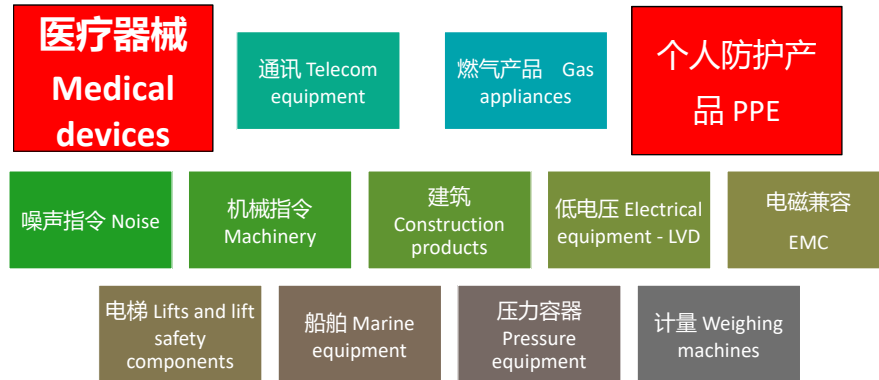 医疗器械
Medical
devices
通讯 Telecom
equipment
燃气产品 Gas
appliances
个人防护产
品 PPE
噪声指令 Noise
机械指令
Machinery
建筑
Construction
products
低电压 Electrical
equipment - LVD
电磁兼容
EMC
电梯 Lifts and lift
safety
components
船舶 Marine
equipment
压力容器
Pressure
equipment
计量 Weighing
machines